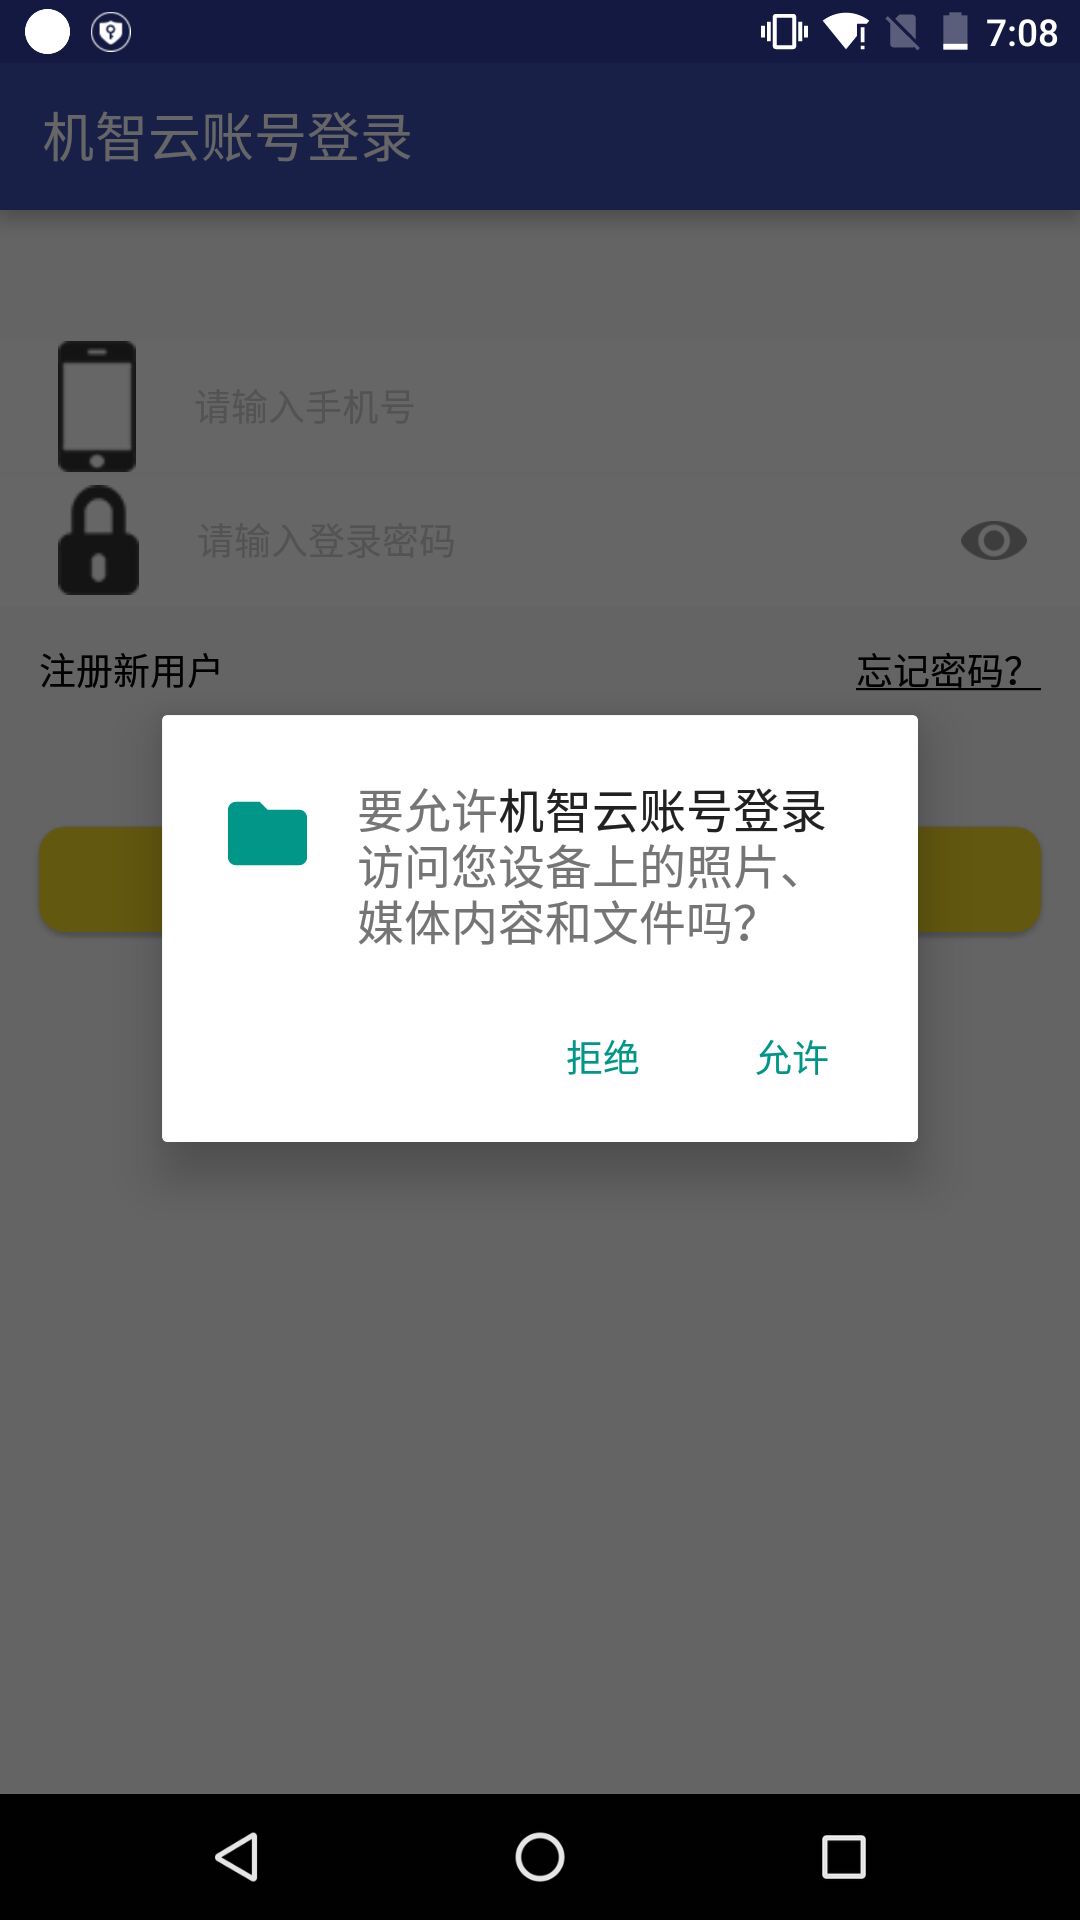 7:08
机智云账号登录
请输入手机号
请输入登录密码
注册新用户
忘记密码？
要允许机智云账号登录
访问您设备上的照片、
媒体内容和文件吗？
拒绝
允许